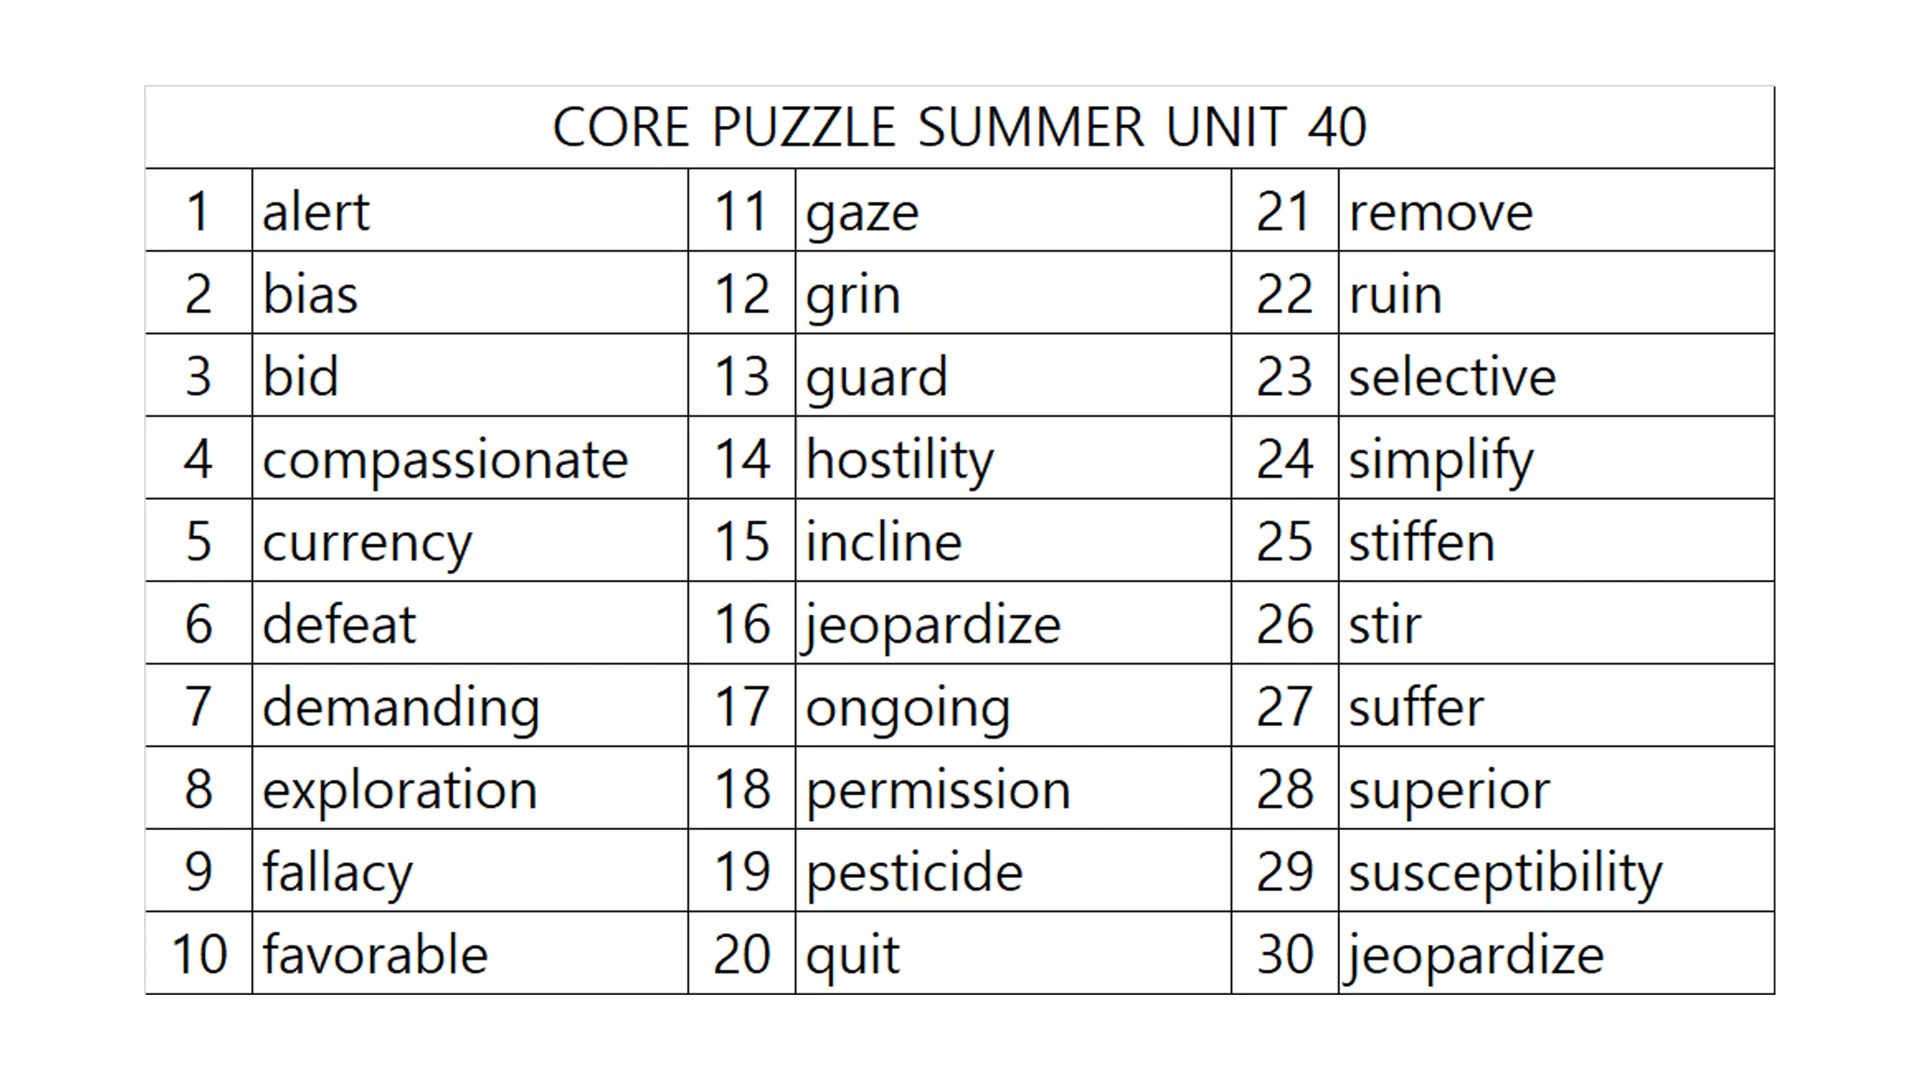 CORE PUZZLE SUMMER UNIT 40
1 alert 11 gaze 21 remove
2 bias 12 grin 22 ruin
3 bid 13 guard 23 selective
4 compassionate 14 hostility 24 simplify
5 currency 15 incline 25 stiffen
6 defeat 16 jeopardize 26 stir
7 demanding 17 ongoing 27 suffer
8 exploration 18 permission 28 superior
9 fallacy 19 pesticide 29 susceptibility
10 favorable 20 quit 30 jeopardize